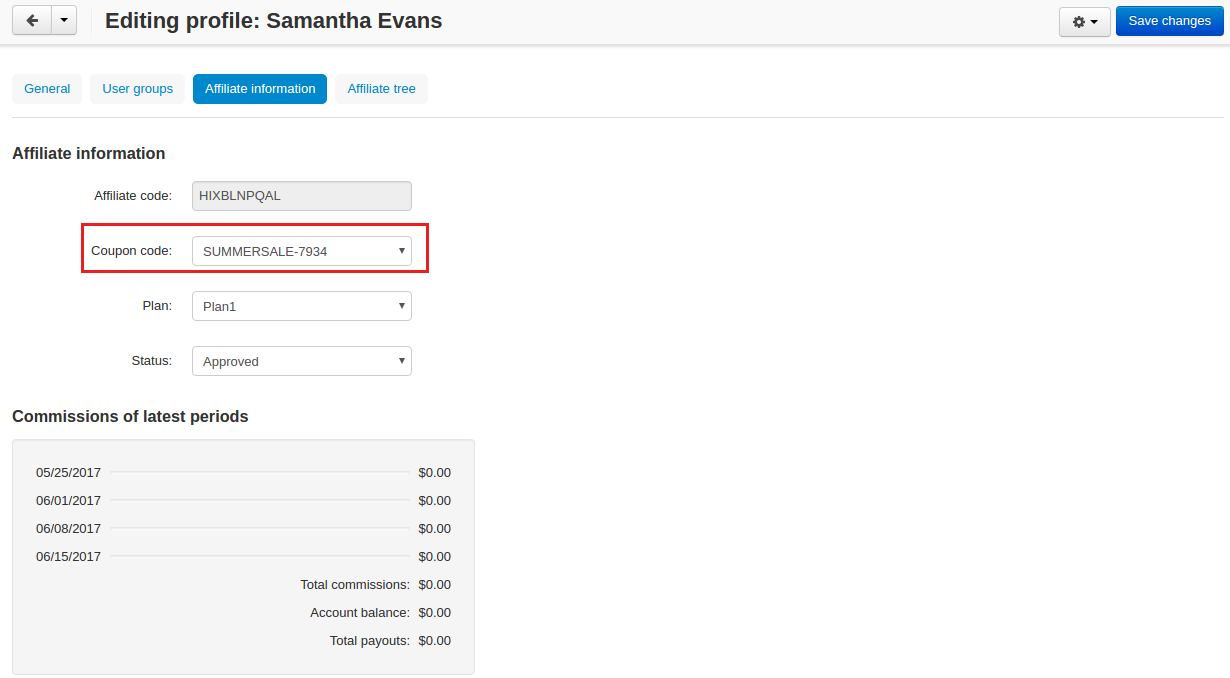 Editing profile: Samantha Evans
Save changes
General User groups Affiliate information Affiliate tree
Affiliate information
Affiliate code: HIXBLNPQAL
Coupon code: SUMMERSALE-7934
Plan: Plan1
Status: Approved
Commissions of latest periods
05/25/2017 $0.00
06/01/2017 $0.00
06/08/2017 $0.00
06/15/2017 $0.00
Total commissions: $0.00
Account balance: $0.00
Total payouts: $0.00